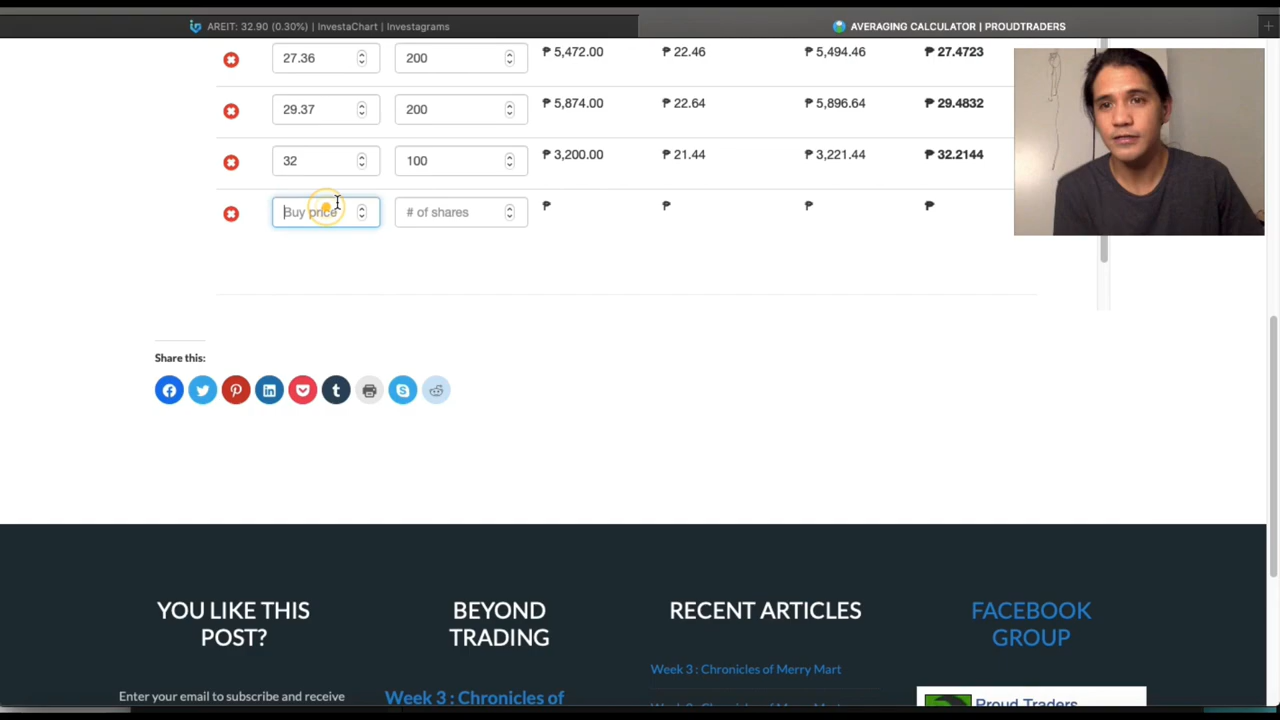 AREIT: 32.90 (0.30%) | InvestaChart | Investagrams
AVERAGING CALCULATOR | PROUDTRADERS
27.36 200 ₱ 5,472.00 ₱ 22.46 ₱ 5,494.46 ₱ 27.4723
29.37 200 ₱ 5,874.00 ₱ 22.64 ₱ 5,896.64 ₱ 29.4832
32 100 ₱ 3,200.00 ₱ 21.44 ₱ 3,221.44 ₱ 32.2144
Buy price # of shares ₱ ₱ ₱ ₱
Share this:
YOU LIKE THIS
POST?
Enter your email to subscribe and receive
BEYOND
TRADING
Week 3 : Chronicles of
RECENT ARTICLES
Week 3 : Chronicles of Merry Mart
FACEBOOK
GROUP
Proud Traders